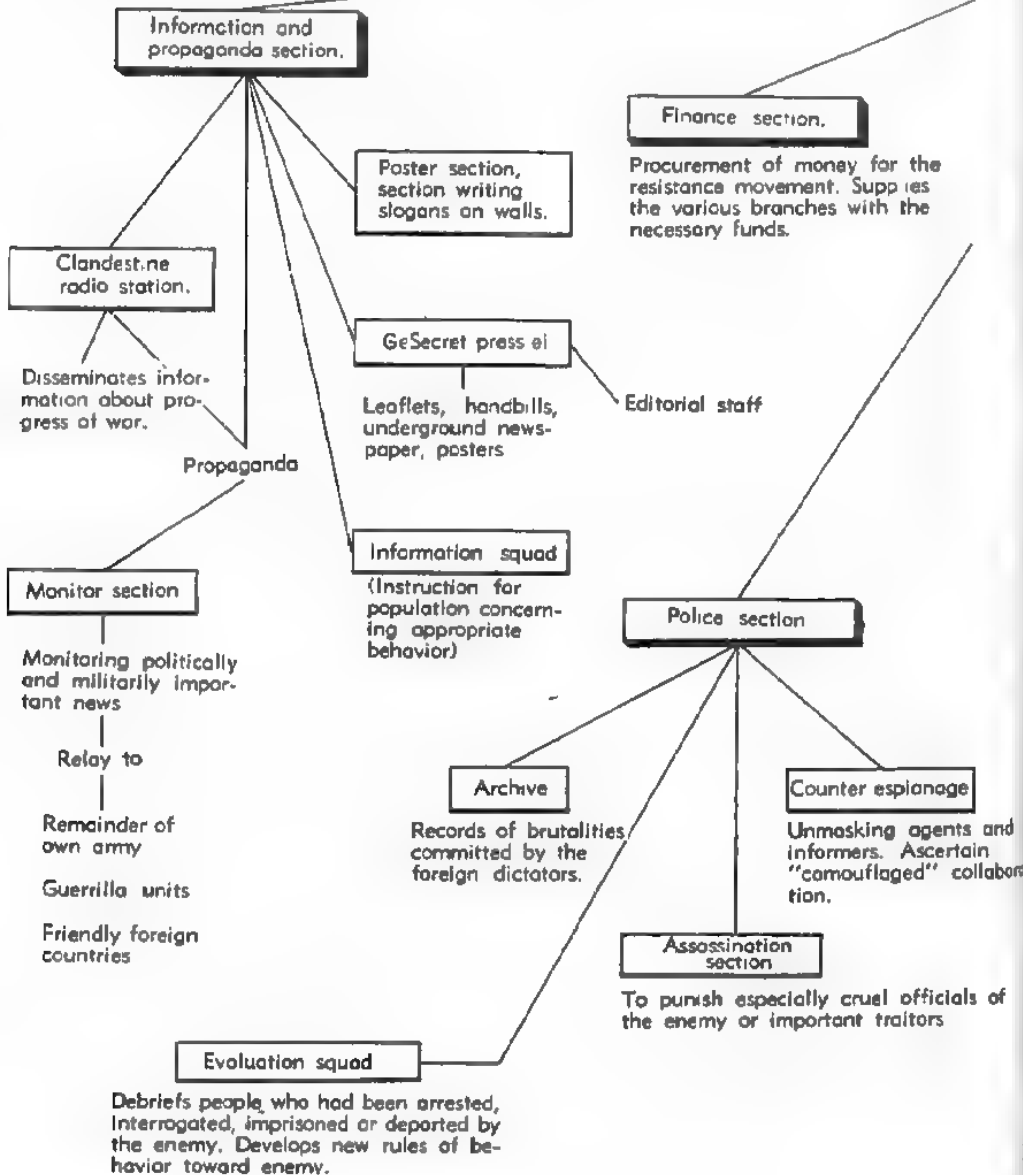 Information and
propaganda section.
Finance section.
Procurement of money for the
resistance movement. Supplies
the various branches with the
necessary funds.
Poster section,
section writing
slogans on walls.
Clandestine
radio station.
Disseminates infor-
mation about pro-
gress of war.
GeSecret press ei
Leaflets, handbills,
underground news-
paper, posters
Editorial staff
Propaganda
Information squad
(Instruction for
population concern-
ing appropriate
behavior)
Monitor section
Monitoring politically
and militarily impor-
tant news
Relay to
Remainder of
own army
Guerrilla units
Friendly foreign
countries
Police section
Archive
Records of brutalities
committed by the
foreign dictators.
Counter espianage
Unmasking agents and
informers. Ascertain
"camouflaged" collabora
tion.
Assassination
section
To punish especially cruel officials of
the enemy or important traitors
Evaluation squad
Debriefs people who had been arrested,
interrogated, imprisoned or deported by
the enemy. Develops new rules of be-
havior toward enemy.